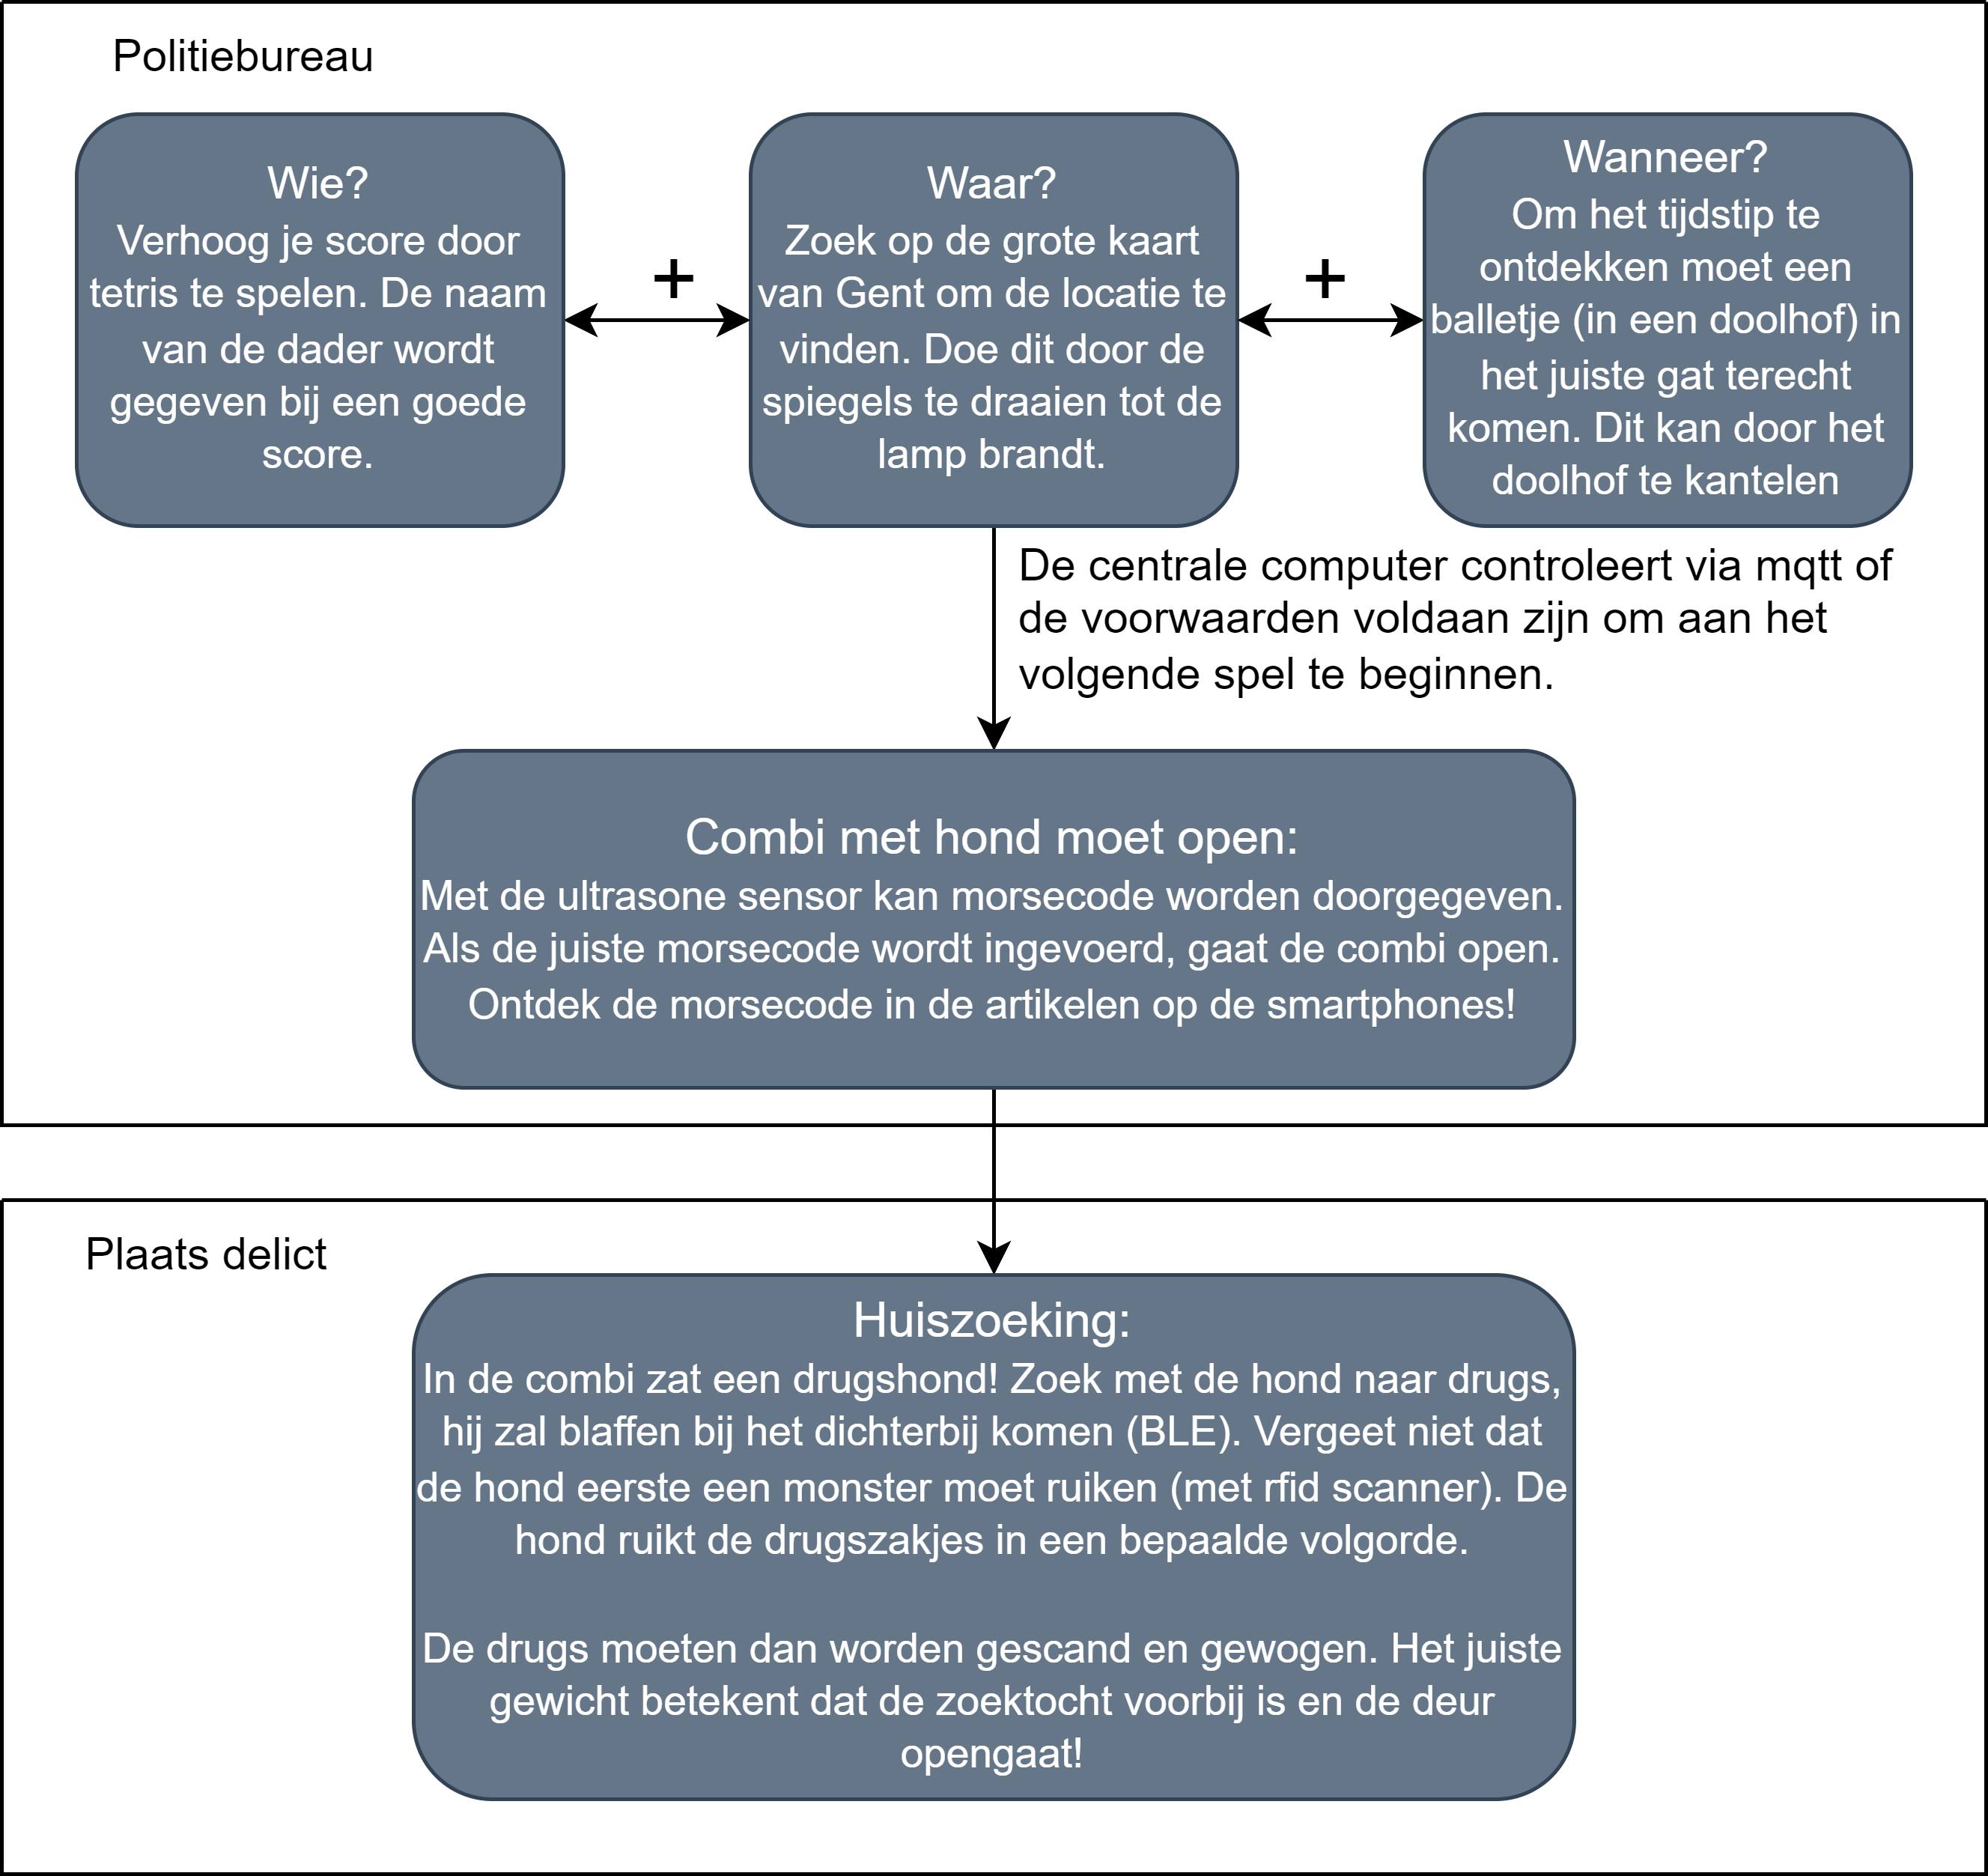 Politiebureau
Wie?
Verhoog je score door
tetris te spelen. De naam
van de dader wordt
gegeven bij een goede
score.
+
Waar?
Zoek op de grote kaart
van Gent om de locatie te
vinden. Doe dit door de
spiegels te draaien tot de
lamp brandt.
+
Wanneer?
Om het tijdstip te
ontdekken moet een
balletje (in een doolhof) in
het juiste gat terecht
komen. Dit kan door het
doolhof te kantelen
De centrale computer controleert via mqtt of
de voorwaarden voldaan zijn om aan het
volgende spel te beginnen.
Combi met hond moet open:
Met de ultrasone sensor kan morsecode worden doorgegeven.
Als de juiste morsecode wordt ingevoerd, gaat de combi open.
Ontdek de morsecode in de artikelen op de smartphones!
Plaats delict
Huiszoeking:
In de combi zat een drugshond! Zoek met de hond naar drugs,
hij zal blaffen bij het dichterbij komen (BLE). Vergeet niet dat
de hond eerste een monster moet ruiken (met rfid scanner). De
hond ruikt de drugszakjes in een bepaalde volgorde.
De drugs moeten dan worden gescand en gewogen. Het juiste
gewicht betekent dat de zoektocht voorbij is en de deur
opengaat!